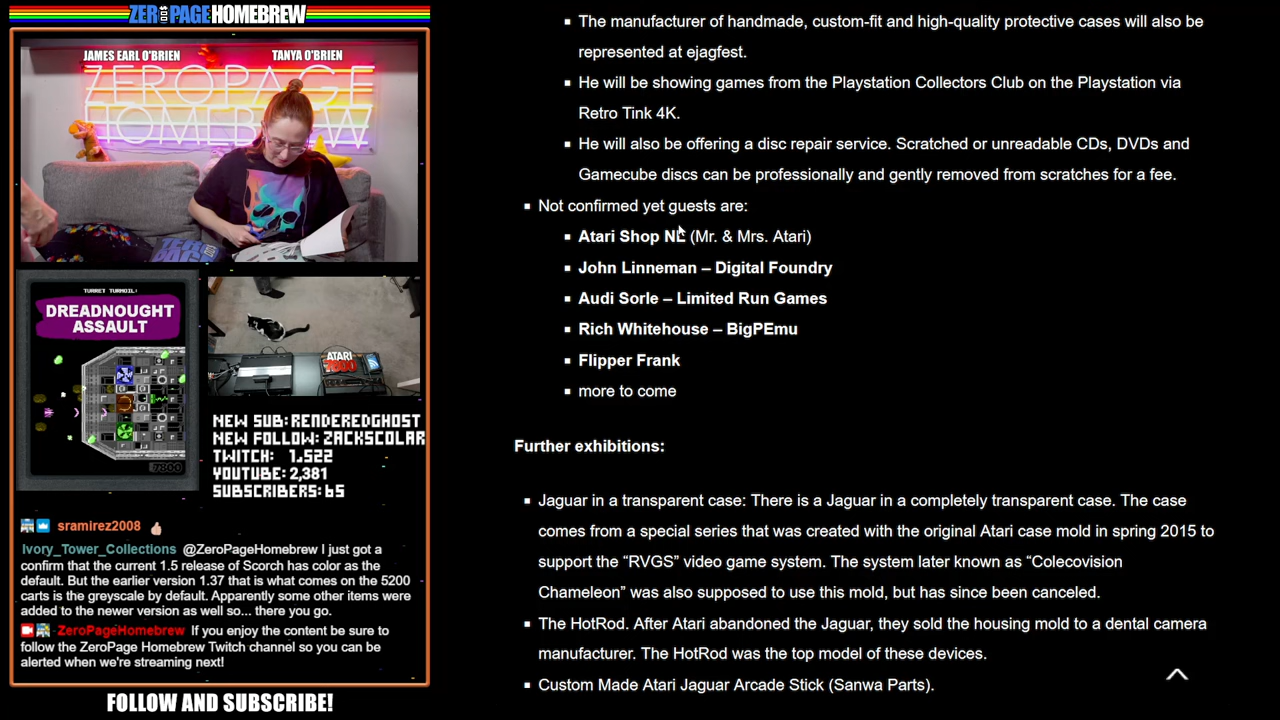 ZEROPAGE HOMEBREW
JAMES EARL O'BRIEN
TANYA O'BRIEN
ZEROPAGE
HOMEBREW
TURRET TURMOIL!
DREADNOUGHT
ASSAULT
7800
ATARI
7800
NEW SUB:RENDEREDGHOST
NEW FOLLOW:ZACKSCOLAR
TWITCH: 1,522
YOUTUBE: 2,381
SUBSCRIBERS: 65
sramirez2008
Ivory_Tower_Collections @ZeroPageHomebrew I just got a
confirm that the current 1.5 release of Scorch has color as the
default. But the earlier version 1.37 that is what comes on the 5200
carts is the greyscale by default. Apparently some other items were
added to the newer version as well so... there you go.
ZeroPageHomebrew If you enjoy the content be sure to
follow the ZeroPage Homebrew Twitch channel so you can be
alerted when we're streaming next!
FOLLOW AND SUBSCRIBE!
The manufacturer of handmade, custom-fit and high-quality protective cases will also be
represented at ejagfest.
He will be showing games from the Playstation Collectors Club on the Playstation via
Retro Tink 4K.
He will also be offering a disc repair service. Scratched or unreadable CDs, DVDs and
Gamecube discs can be professionally and gently removed from scratches for a fee.
Not confirmed yet guests are:
Atari Shop NL (Mr. & Mrs. Atari)
John Linneman – Digital Foundry
Audi Sorle – Limited Run Games
Rich Whitehouse – BigPEmu
Flipper Frank
more to come
Further exhibitions:
Jaguar in a transparent case: There is a Jaguar in a completely transparent case. The case
comes from a special series that was created with the original Atari case mold in spring 2015 to
support the “RVGS” video game system. The system later known as “Colecovision
Chameleon” was also supposed to use this mold, but has since been canceled.
The HotRod. After Atari abandoned the Jaguar, they sold the housing mold to a dental camera
manufacturer. The HotRod was the top model of these devices.
Custom Made Atari Jaguar Arcade Stick (Sanwa Parts).